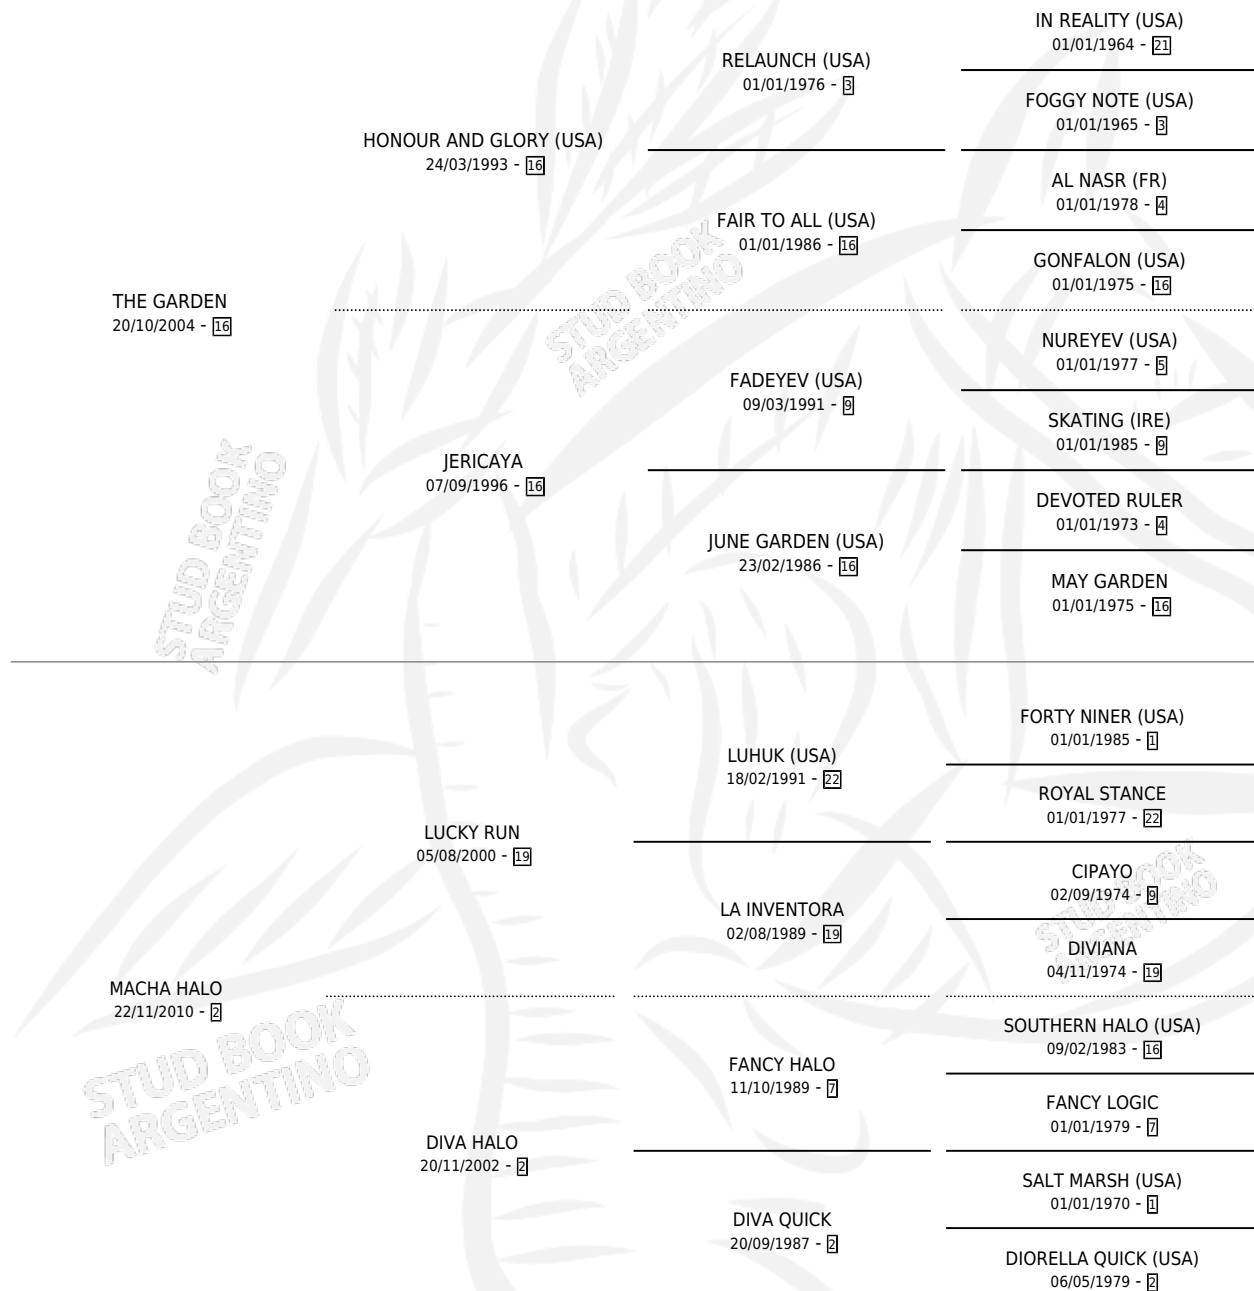 IN REALITY (USA)
01/01/1964 - 21
RELAUNCH (USA)
01/01/1976 - 3
FOGGY NOTE (USA)
01/01/1965 - 3
HONOUR AND GLORY (USA)
24/03/1993 - 16
AL NASR (FR)
01/01/1978 - 4
FAIR TO ALL (USA)
01/01/1986 - 16
GONFALON (USA)
01/01/1975 - 16
THE GARDEN
20/10/2004 - 16
NUREYEV (USA)
01/01/1977 - 5
FADEYEV (USA)
09/03/1991 - 9
SKATING (IRE)
01/01/1985 - 9
JERICAYA
07/09/1996 - 16
DEVOTED RULER
01/01/1973 - 4
JUNE GARDEN (USA)
23/02/1986 - 16
MAY GARDEN
01/01/1975 - 16
FORTY NINER (USA)
01/01/1985 - 1
LUHUK (USA)
18/02/1991 - 22
ROYAL STANCE
01/01/1977 - 22
LUCKY RUN
05/08/2000 - 19
CIPAYO
02/09/1974 - 9
LA INVENTORA
02/08/1989 - 19
DIVIANA
04/11/1974 - 19
MACHA HALO
22/11/2010 - 2
SOUTHERN HALO (USA)
09/02/1983 - 16
FANCY HALO
11/10/1989 - 7
FANCY LOGIC
01/01/1979 - 7
DIVA HALO
20/11/2002 - 2
SALT MARSH (USA)
01/01/1970 - 1
DIVA QUICK
20/09/1987 - 2
DIORELLA QUICK (USA)
06/05/1979 - 2
STUD BOOK
ARGENTINO
STUD BOOK
ARGENTINO
STUD BOOK
ARGENTINO
STUD BOOK
ARGENTINO